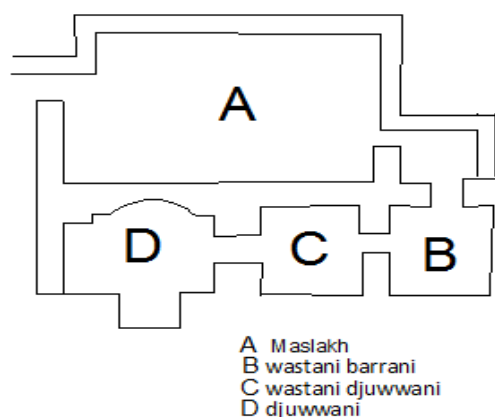 A
D
C
B
A Maslakh
B wastani barrani
C wastani djuwwani
D djuwwani